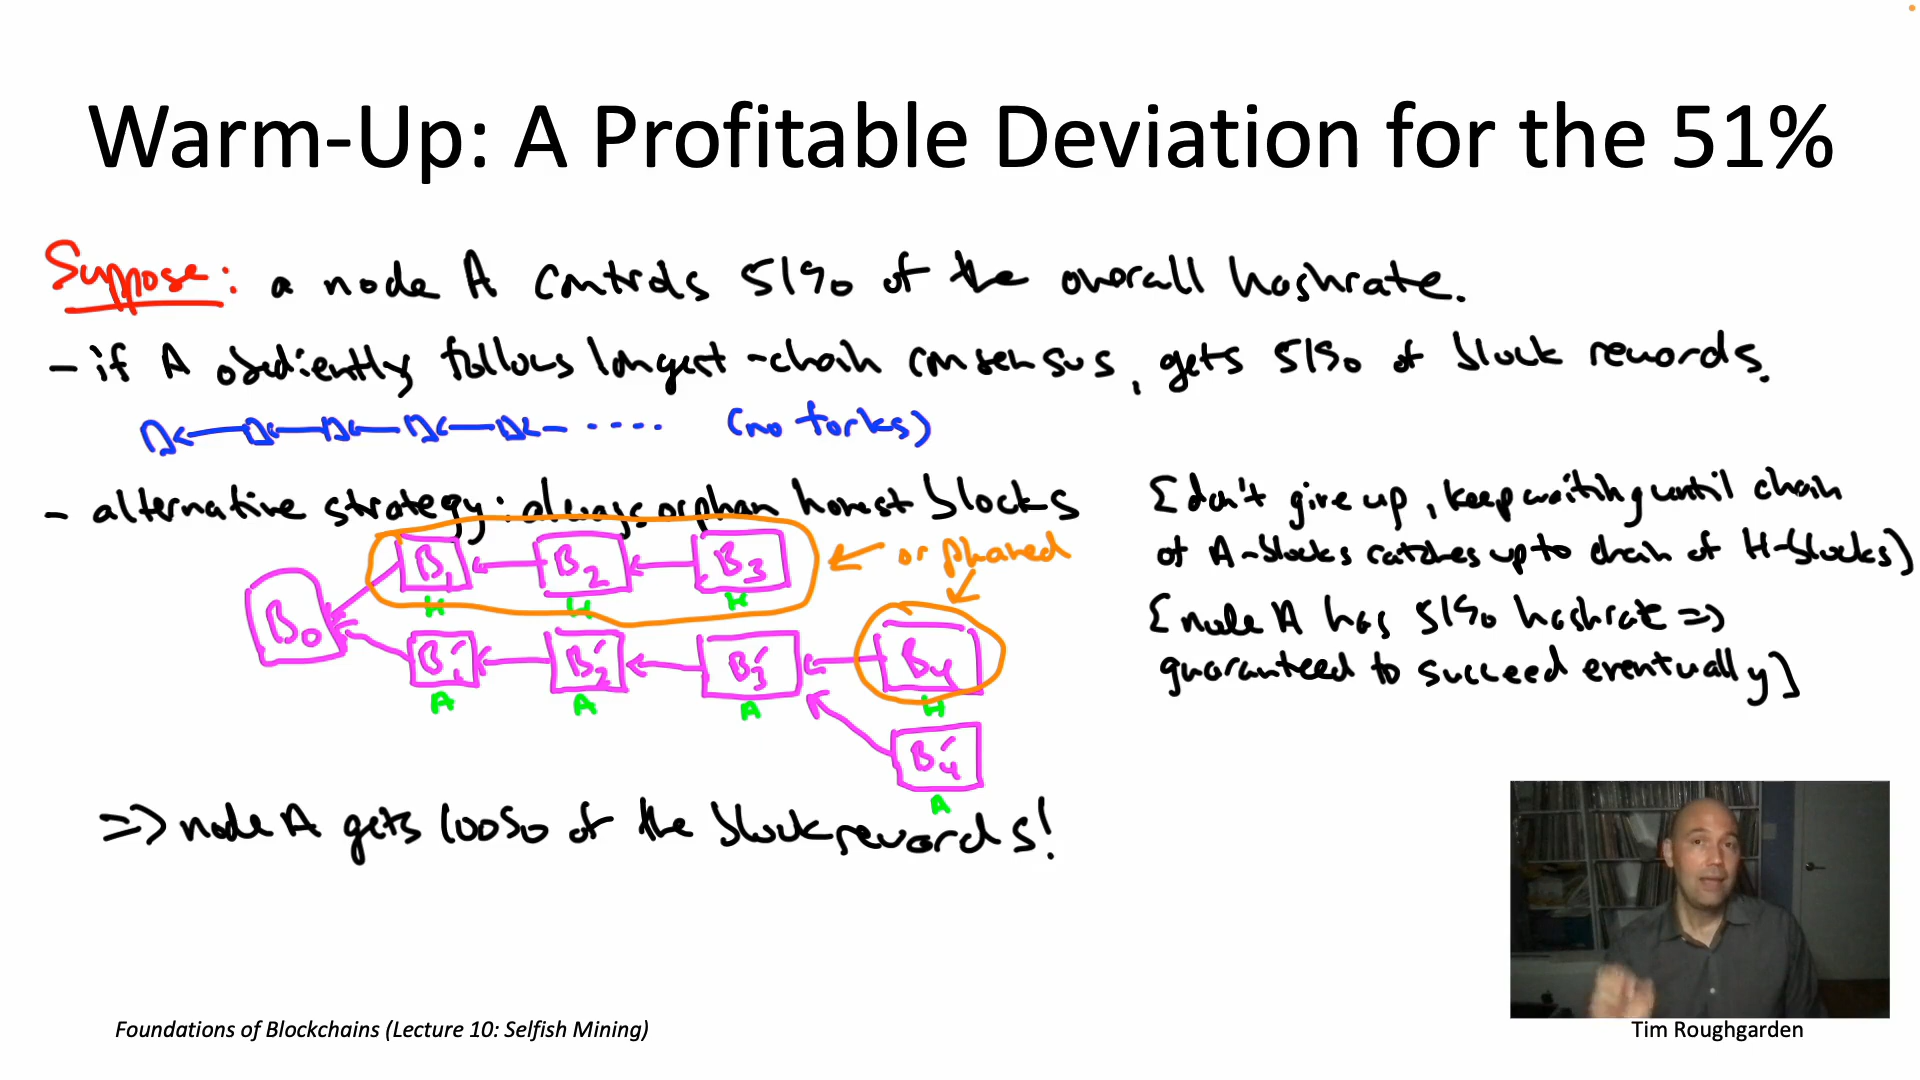 Warm-Up: A Profitable Deviation for the 51%
Suppose: a node A controls 51% of the overall hashrate.
- if A obediently follows longest-chain consensus, gets 51% of block rewards.
(no forks)
- alternative strategy: always orphan honest blocks
[don't give up, keep waiting until chain
of A-blocks catches up to chain of H-blocks]
[node A has 51% hashrate =>
guaranteed to succeed eventually]
B1 B2 B3 ← orphaned
H H H
B0
B1' B2' B3' B4
A A A H
B4'
A
=> node A gets 100% of the block rewards!
Foundations of Blockchains (Lecture 10: Selfish Mining)
Tim Roughgarden